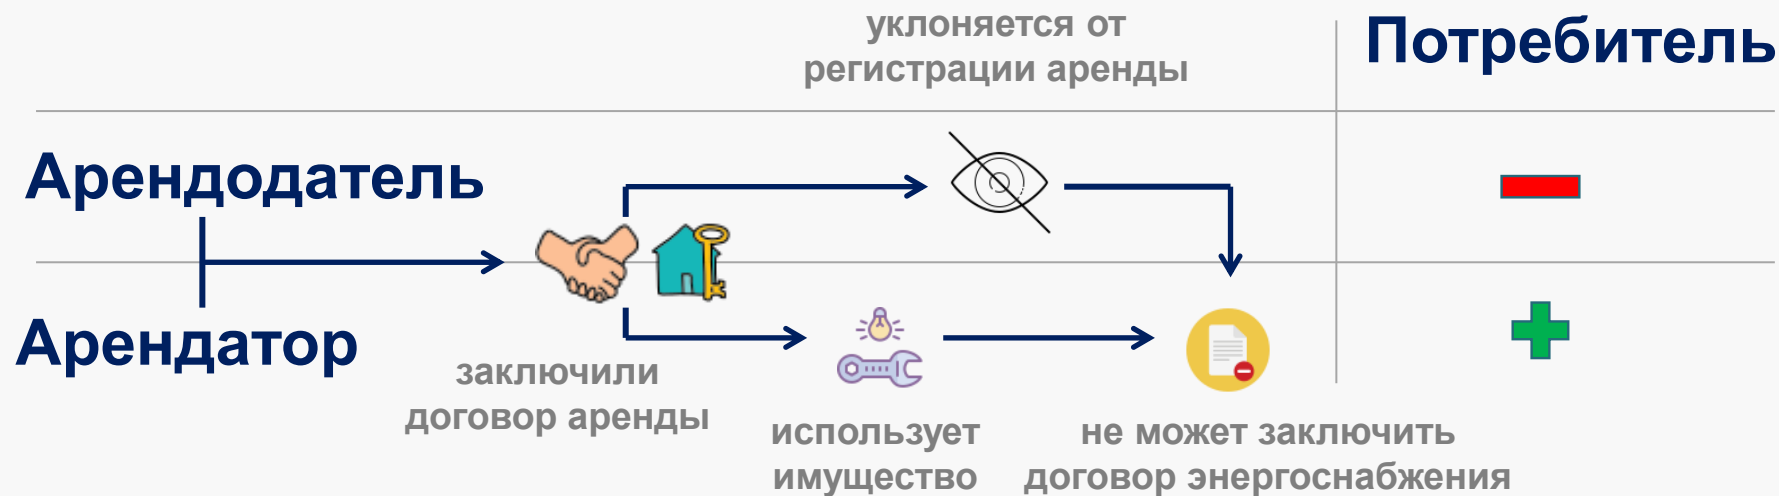 уклоняется от
регистрации аренды
Потребитель
Арендодатель
Арендатор
заключили
договор аренды
использует
имущество
не может заключить
договор энергоснабжения